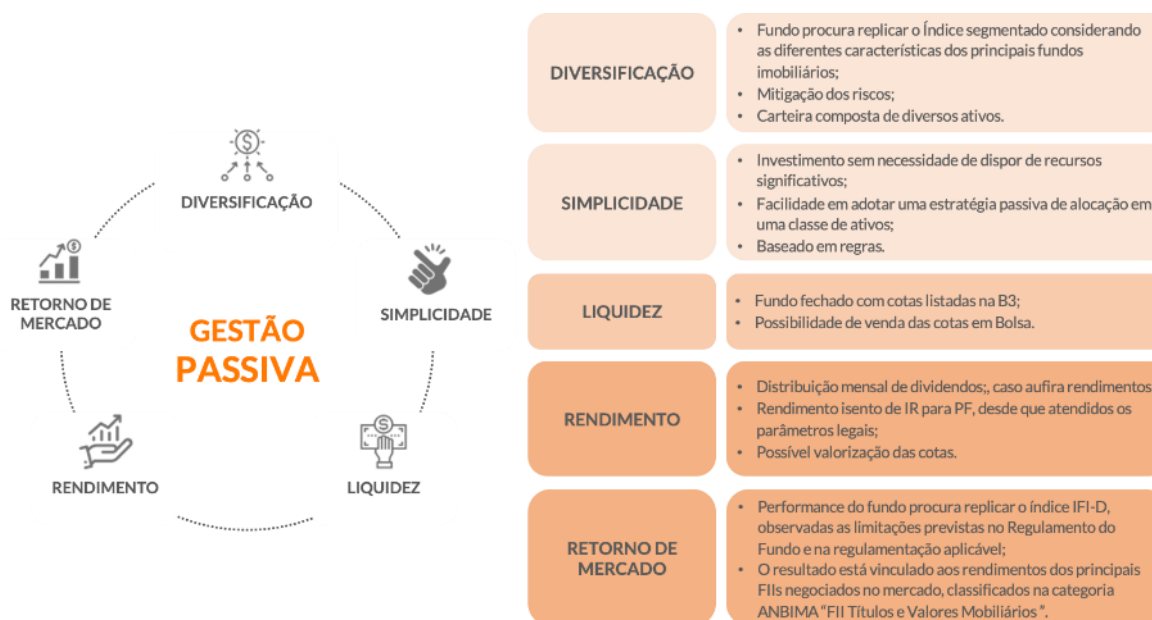 DIVERSIFICAÇÃO
SIMPLICIDADE
LIQUIDEZ
RENDIMENTO
RETORNO DE
MERCADO
GESTÃO
PASSIVA
DIVERSIFICAÇÃO
• Fundo procura replicar o Índice segmentado considerando
as diferentes características dos principais fundos
imobiliários;
• Mitigação dos riscos;
• Carteira composta de diversos ativos.
SIMPLICIDADE
• Investimento sem necessidade de dispor de recursos
significativos;
• Facilidade em adotar uma estratégia passiva de alocação em
uma classe de ativos;
• Baseado em regras.
LIQUIDEZ
• Fundo fechado com cotas listadas na B3;
• Possibilidade de venda das cotas em Bolsa.
RENDIMENTO
• Distribuição mensal de dividendos;, caso aufira rendimentos
• Rendimento isento de IR para PF, desde que atendidos os
parâmetros legais;
• Possível valorização das cotas.
RETORNO DE
MERCADO
• Performance do fundo procura replicar o índice IFI-D,
observadas as limitações previstas no Regulamento do
Fundo e na regulamentação aplicável;
• O resultado está vinculado aos rendimentos dos principais
FIIs negociados no mercado, classificados na categoria
ANBIMA “FII Títulos e Valores Mobiliários ”.